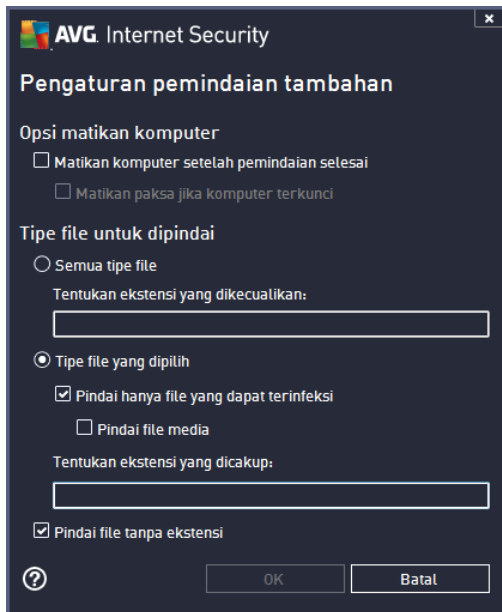 AVG. Internet Security
Pengaturan pemindaian tambahan
Opsi matikan komputer
Matikan komputer setelah pemindaian selesai
Matikan paksa jika komputer terkunci
Tipe file untuk dipindai
Semua tipe file
Tentukan ekstensi yang dikecualikan:
Tipe file yang dipilih
Pindai hanya file yang dapat terinfeksi
Pindai file media
Tentukan ekstensi yang dicakup:
Pindai file tanpa ekstensi
? OK Batal